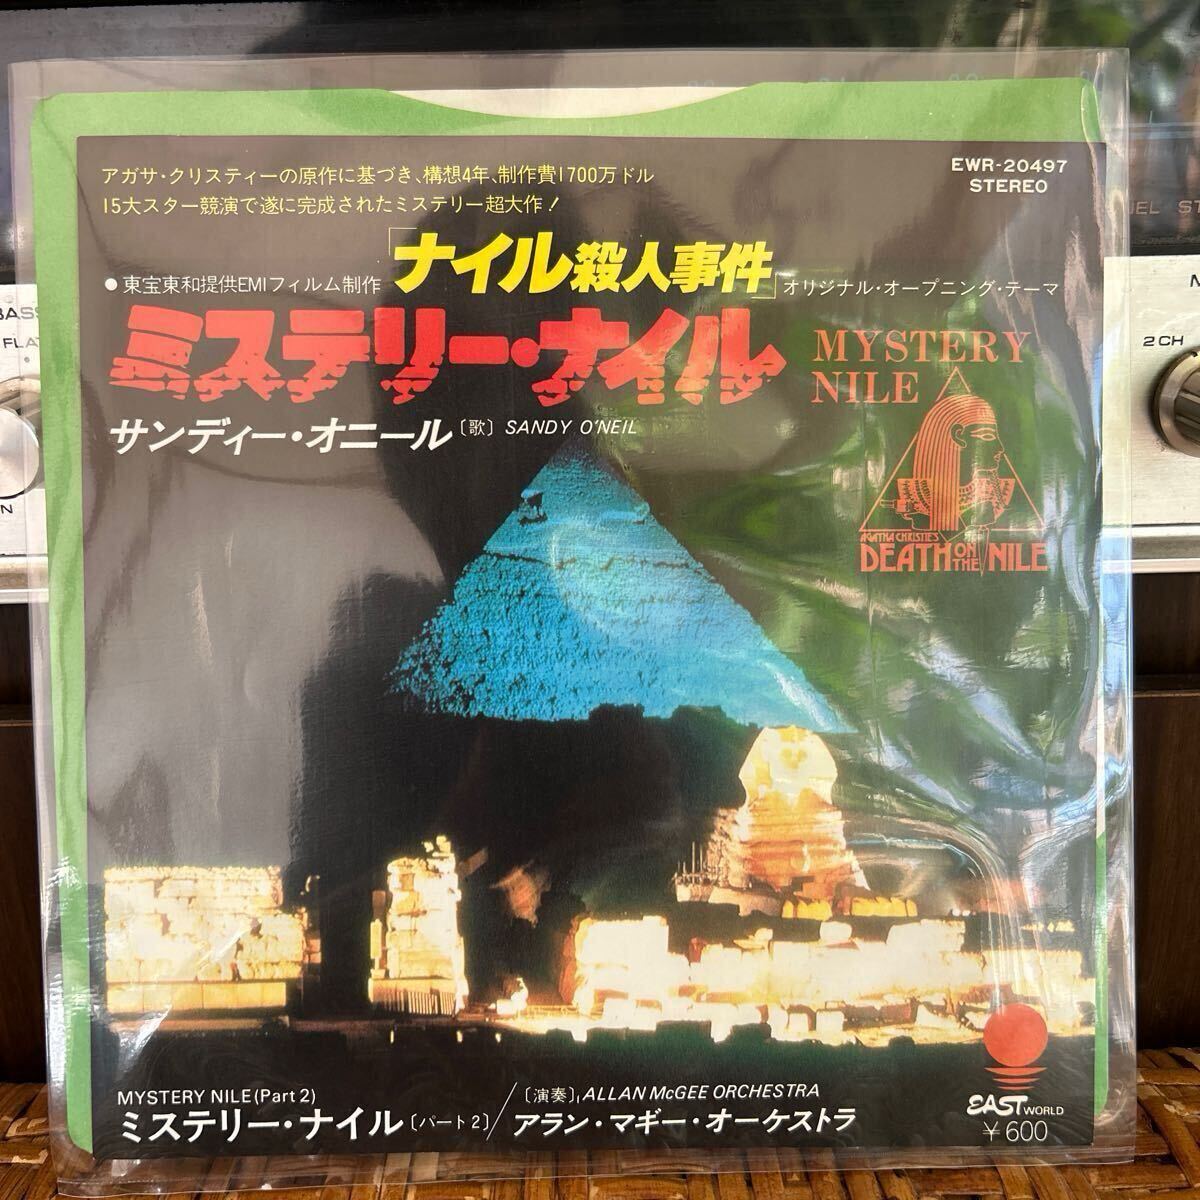 アガサ・クリスティーの原作に基づき、構想4年、制作費1700万ドル
15大スター競演で遂に完成されたミステリー超大作!
EWR-20497
STEREO
●東宝東和提供EMIフィルム制作「ナイル殺人事件」オリジナル・オープニング・テーマ
ミステリー・ナイル
MYSTERY
NILE
サンディー・オニール〔歌〕SANDY O'NEIL
AGATHA CHRISTIE'S
DEATH ON THE NILE
MYSTERY NILE (Part 2)
ミステリー・ナイル〔パート2〕/
〔演奏〕ALLAN McGEE ORCHESTRA
アラン・マギー・オーケストラ
EAST WORLD
¥600
BASS
FLAT
2 CH